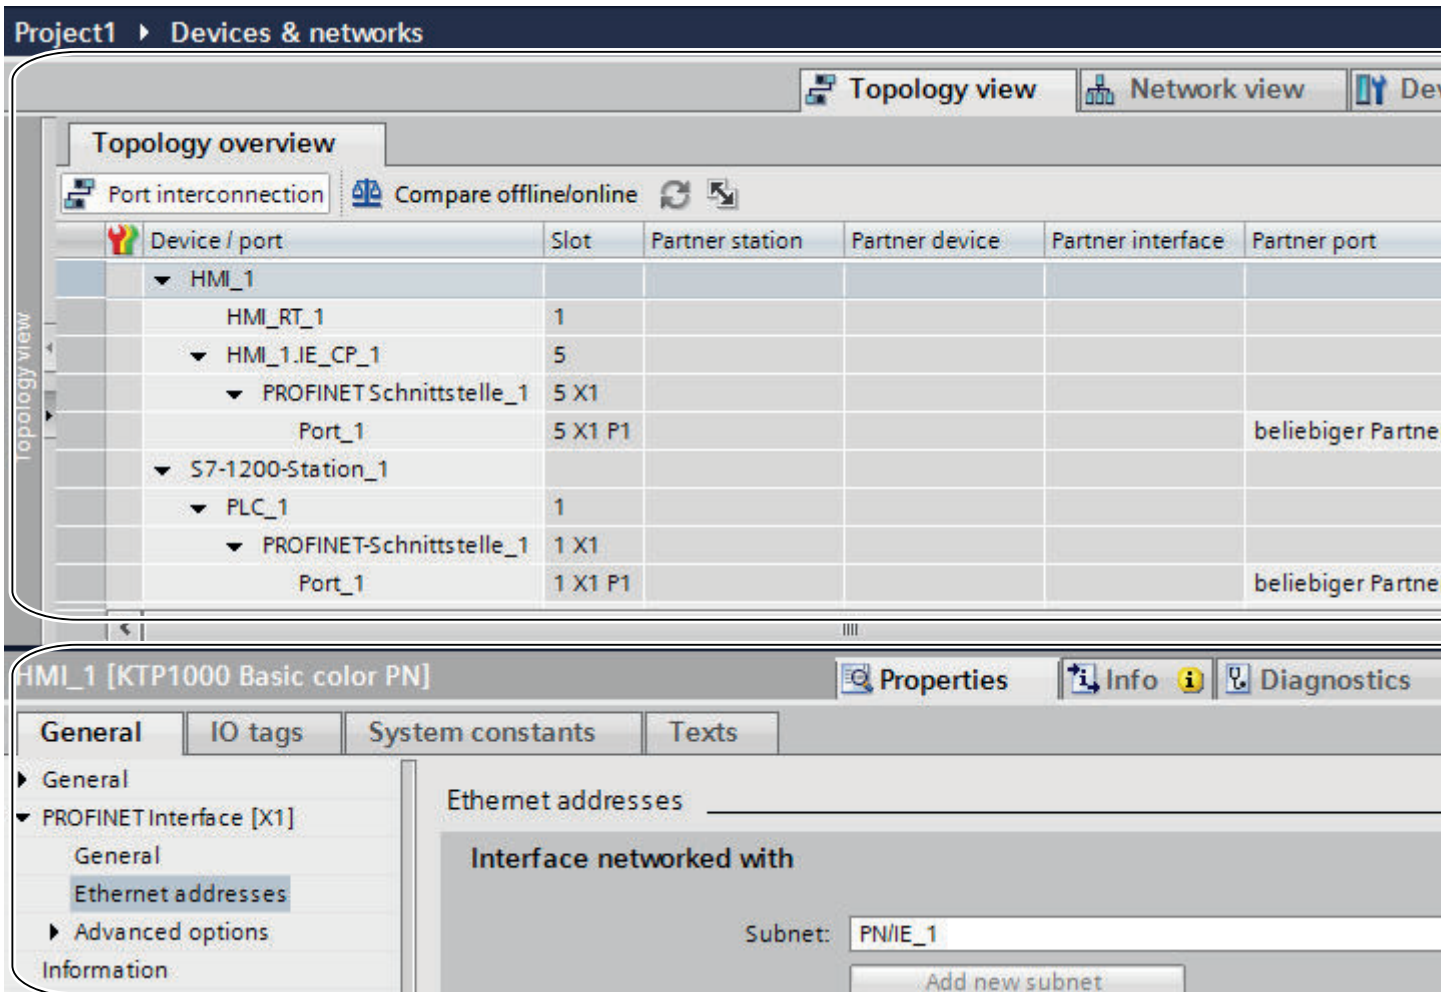 Project1 ▸ Devices & networks
Topology view Network view
Topology overview
Port interconnection Compare offline/online
Device / port Slot Partner station Partner device Partner interface Partner port
HMI_1
HMI_RT_1 1
HMI_1.IE_CP_1 5
PROFINET Schnittstelle_1 5 X1
Port_1 5 X1 P1 beliebiger Partne
S7-1200-Station_1
PLC_1 1
PROFINET-Schnittstelle_1 1 X1
Port_1 1 X1 P1 beliebiger Partne
Topology view
HMI_1 [KTP1000 Basic color PN] Properties Info Diagnostics
General IO tags System constants Texts
General
PROFINET Interface [X1]
General
Ethernet addresses
Advanced options
Information
Ethernet addresses
Interface networked with
Subnet: PN/IE_1
Add new subnet